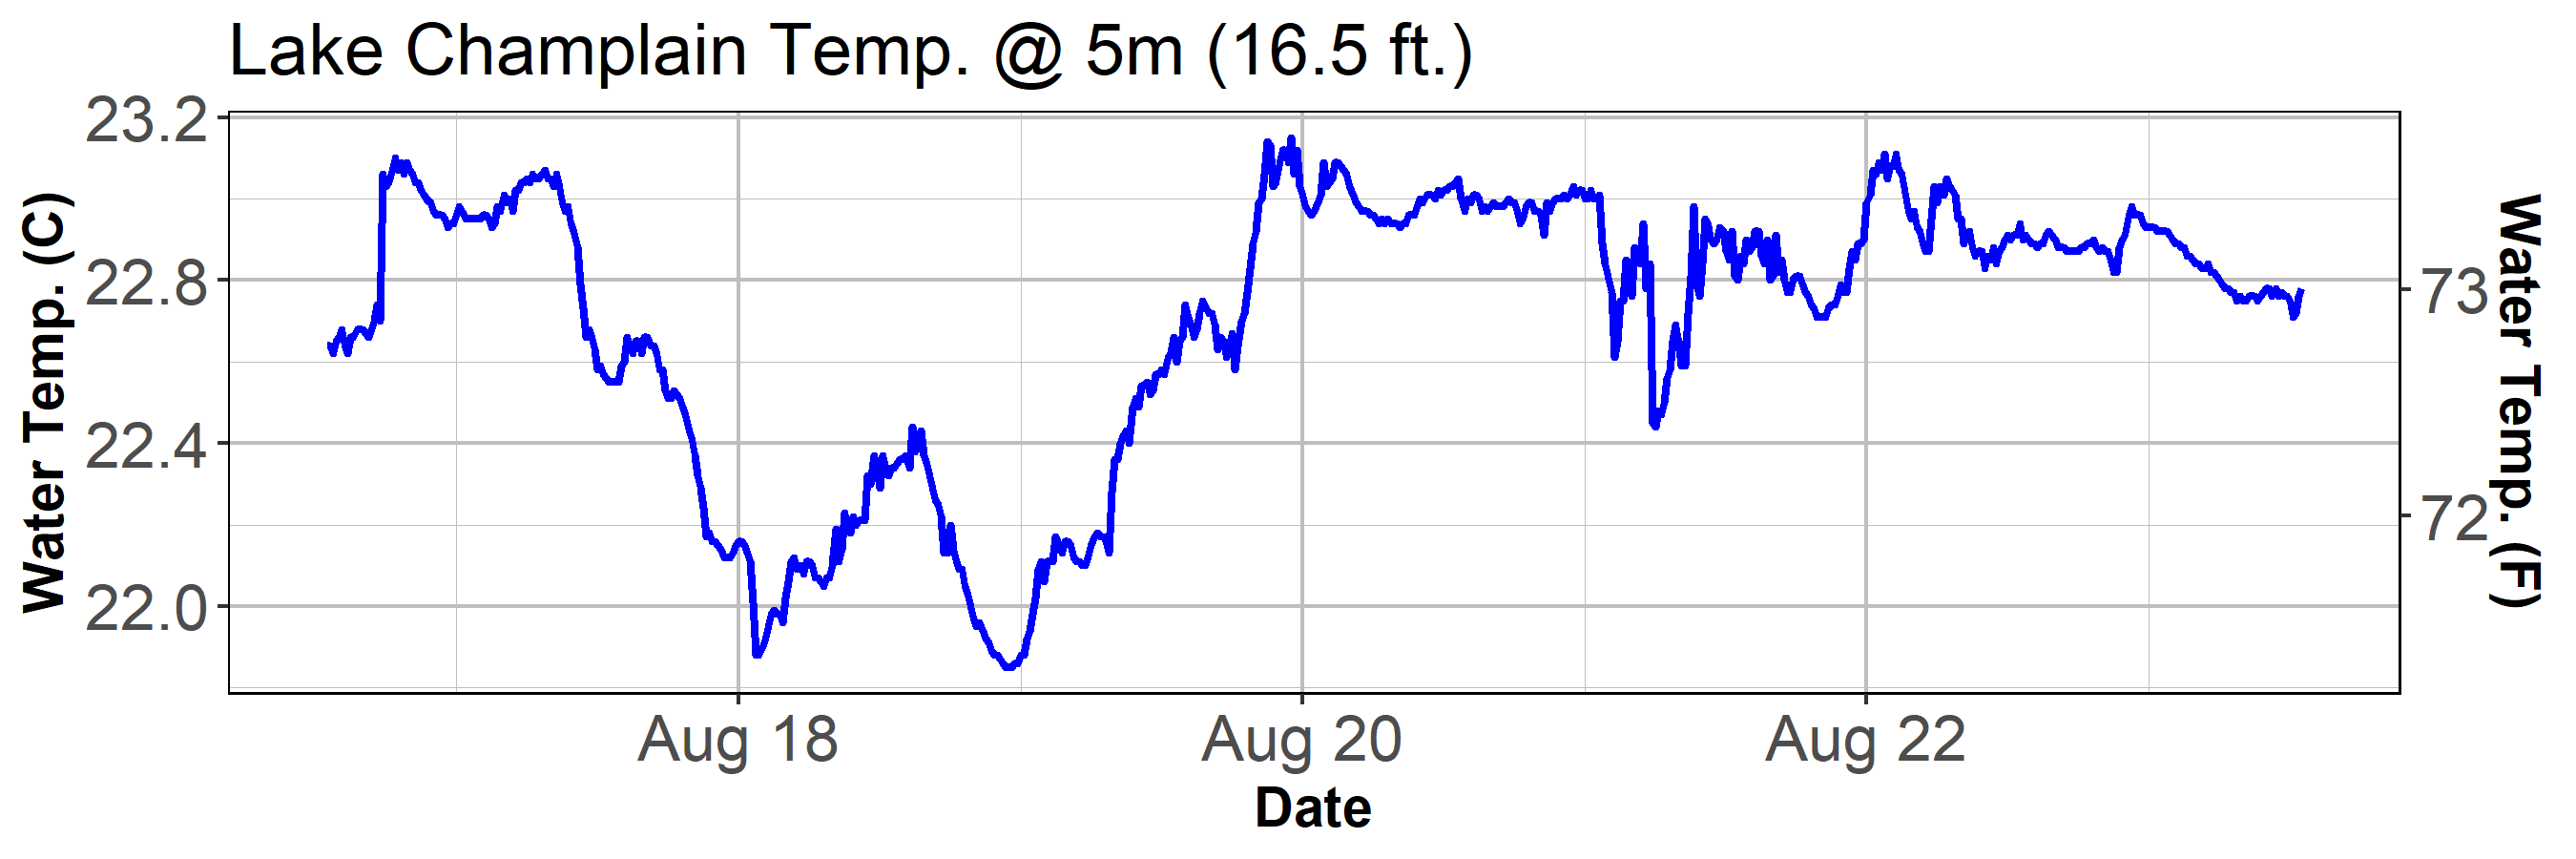 Lake Champlain Temp. @ 5m (16.5 ft.)
Water Temp. (C)
23.2
22.8
22.4
22.0
73
72
Water Temp. (F)
Aug 18
Aug 20
Aug 22
Date